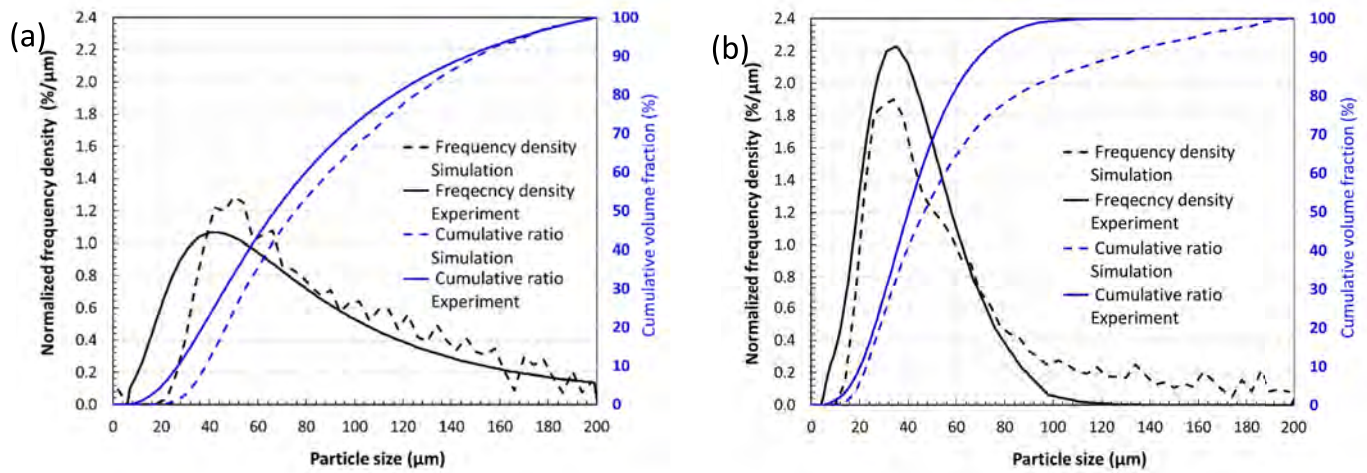 (a)
Normalized frequency density (%/µm)
2.4
2.2
2.0
1.8
1.6
1.4
1.2
1.0
0.8
0.6
0.4
0.2
0.0
0 20 40 60 80 100 120 140 160 180 200
Particle size (µm)
100
90
80
70
60
50
40
30
20
10
0
Cumulative volume fraction (%)
Frequency density
Simulation
Freqecncy density
Experiment
Cumulative ratio
Simulation
Cumulative ratio
Experiment
(b)
Normalized frequency density (%/µm)
2.4
2.2
2.0
1.8
1.6
1.4
1.2
1.0
0.8
0.6
0.4
0.2
0.0
0 20 40 60 80 100 120 140 160 180 200
Particle size (µm)
100
90
80
70
60
50
40
30
20
10
0
Cumulative volume fraction (%)
Frequency density
Simulation
Freqecncy density
Experiment
Cumulative ratio
Simulation
Cumulative ratio
Experiment